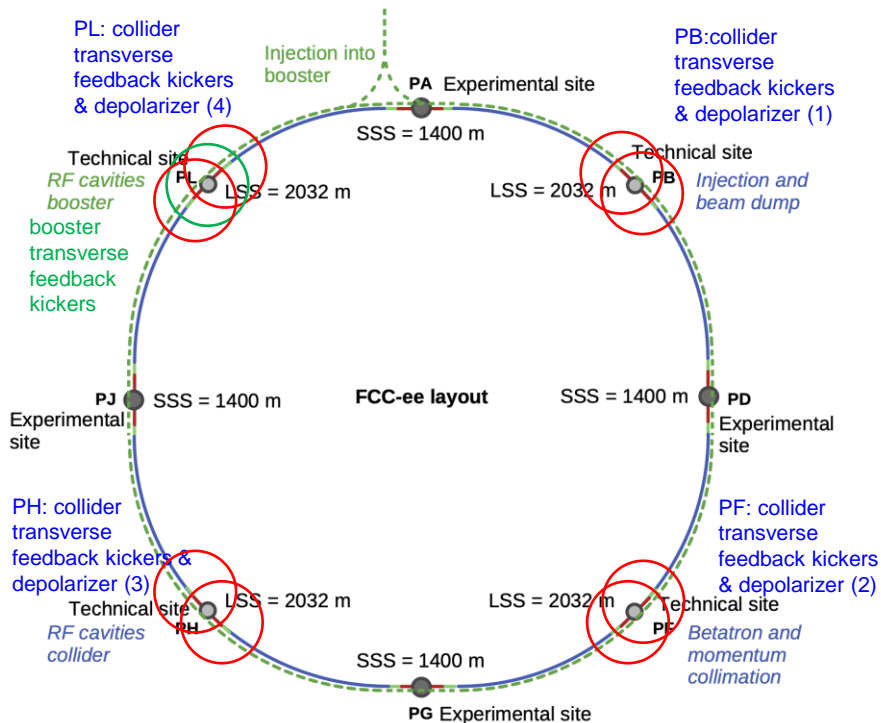 PL: collider
transverse
feedback kickers
& depolarizer (4)
Injection into
booster
PB:collider
transverse
feedback kickers
& depolarizer (1)
PA Experimental site
SSS = 1400 m
Technical site
PL
LSS = 2032 m
RF cavities
booster
booster
transverse
feedback
kickers
Technical site
LSS = 2032 m
PB
Injection and
beam dump
PJ
SSS = 1400 m
Experimental
site
FCC-ee layout
SSS = 1400 m
PD
Experimental
site
PH: collider
transverse
feedback kickers &
depolarizer (3)
Technical site
LSS = 2032 m
PH
RF cavities
collider
PF: collider
transverse
feedback kickers
& depolarizer (2)
LSS = 2032 m
Technical site
PF
Betatron and
momentum
collimation
SSS = 1400 m
PG Experimental site